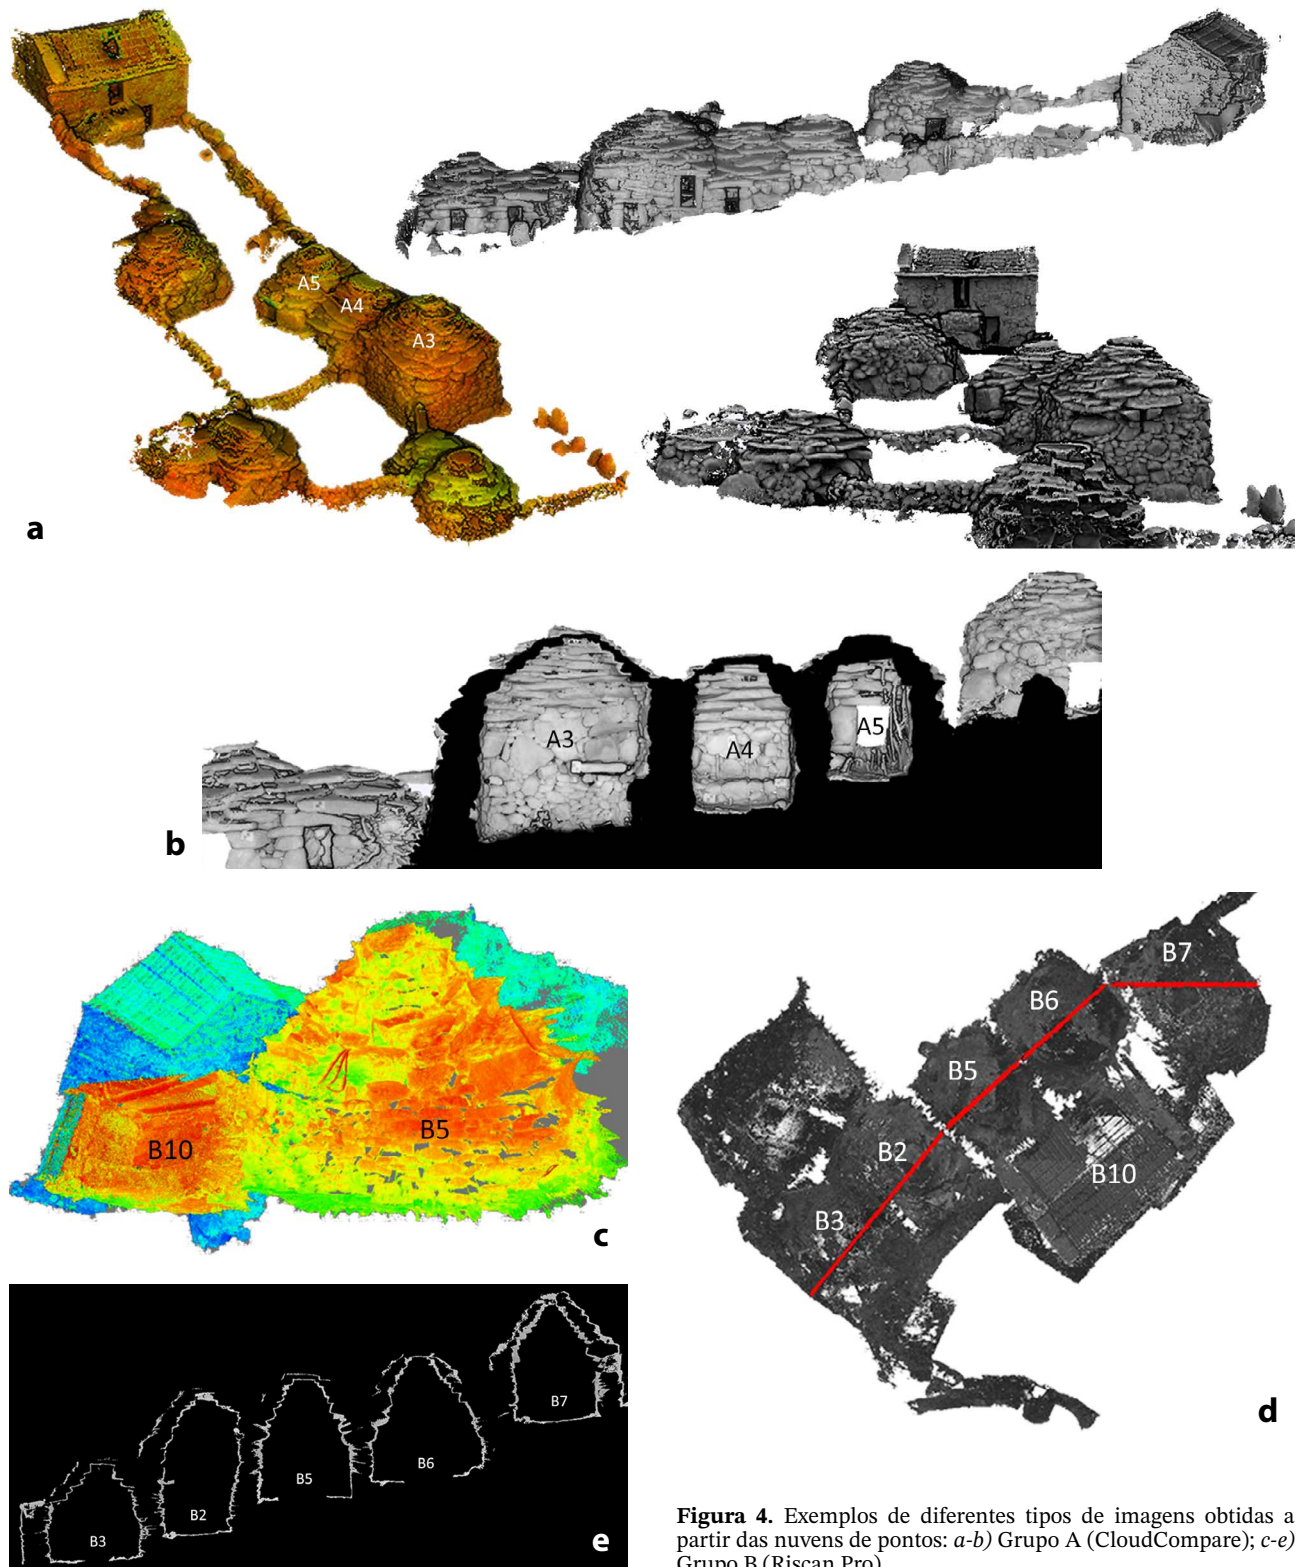 A5
A4
A3
a
A3
A4
A5
b
B10
B5
c
B7
B6
B5
B2
B10
B3
d
B7
B6
B5
B2
B3
e
Figura 4. Exemplos de diferentes tipos de imagens obtidas a
partir das nuvens de pontos: a-b) Grupo A (CloudCompare); c-e)
Grupo B (Riscan Pro)